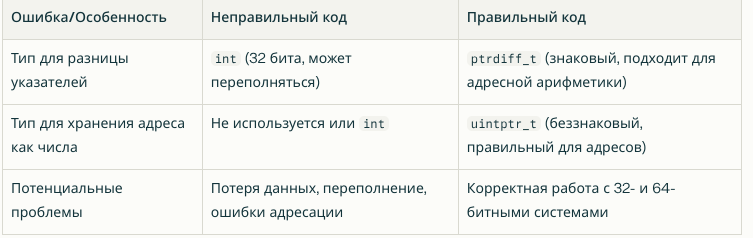 Ошибка/Особенность Неправильный код Правильный код
Тип для разницы int (32 бита, может ptrdiff_t (знаковый, подходит для
указателей переполняться) адресной арифметики)
Тип для хранения адреса Не используется или int uintptr_t (беззнаковый,
как числа правильный для адресов)
Потенциальные Потеря данных, переполнение, Корректная работа с 32- и 64-
проблемы ошибки адресации битными системами